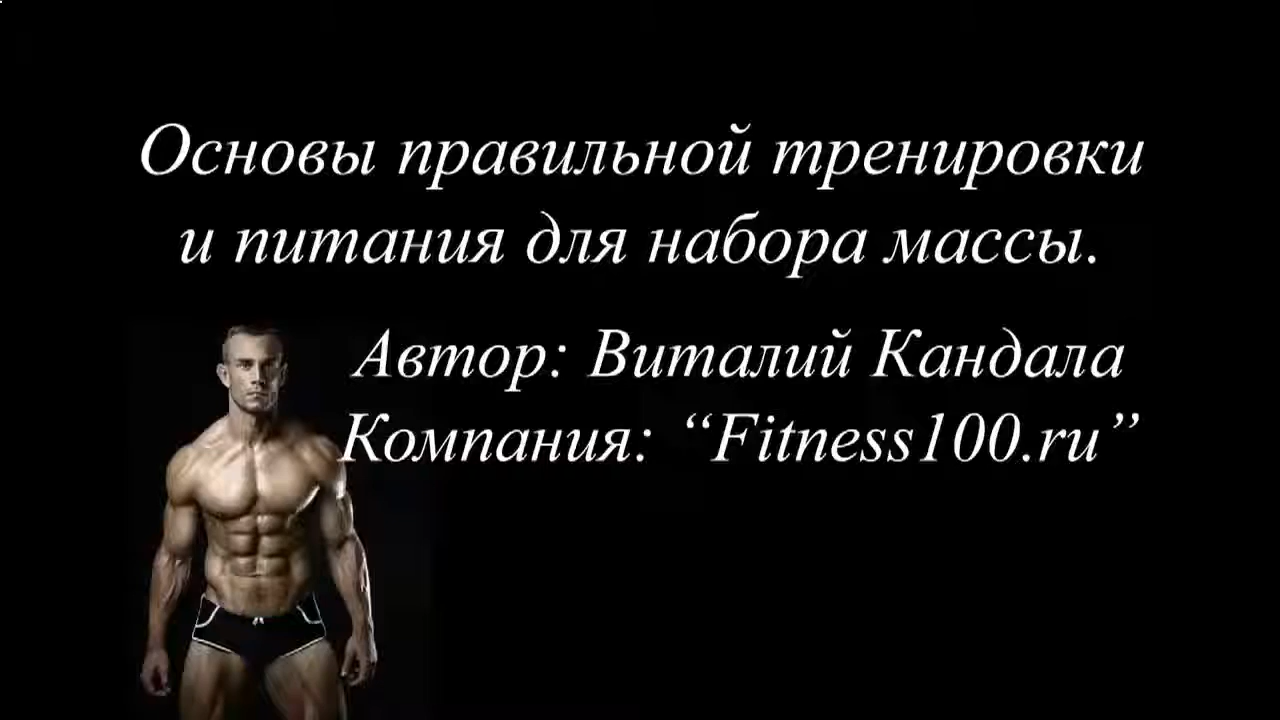 Основы правильной тренировки
и питания для набора массы.
Автор: Виталий Кандала
Компания: “Fitness100.ru”